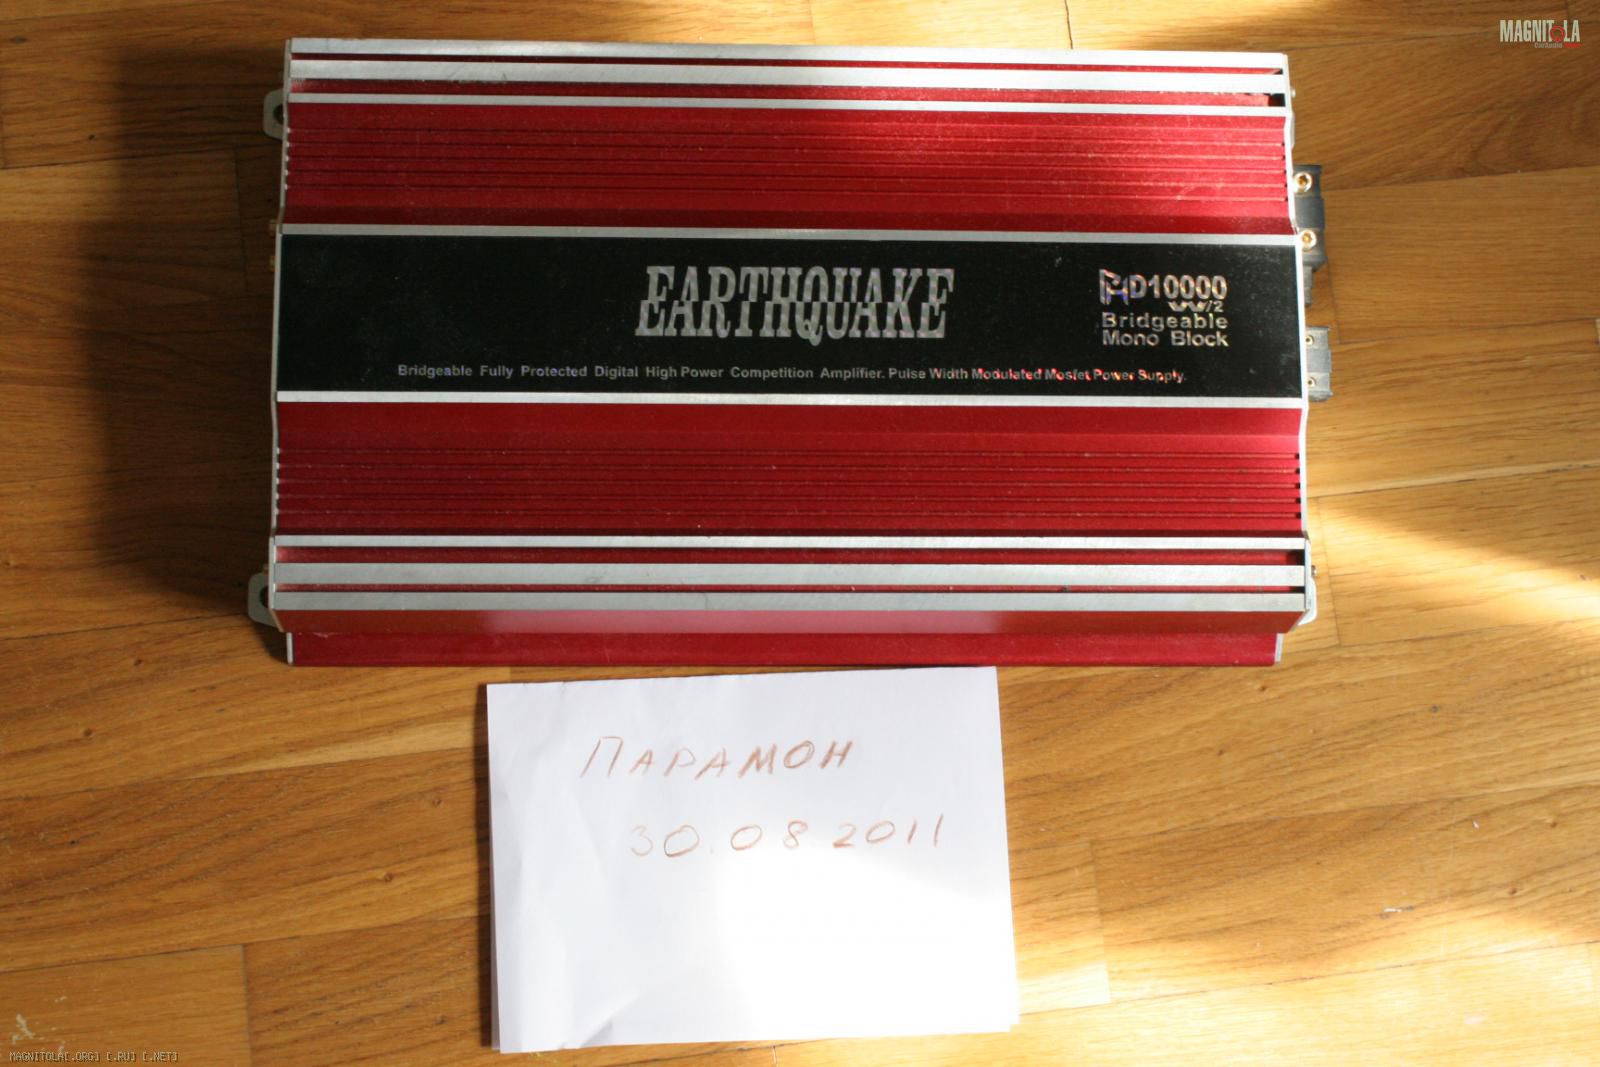 MAGNITOLA
EARTHQUAKE
PHD10000
W/2
Bridgeable
Mono Block
Bridgeable Fully Protected Digital High Power Competition Amplifier. Pulse Width Modulated Mosfet Power Supply.
ПАРАМОН
30.08.2011
MAGNITOLA[.ORG] [.RU] [.NET]